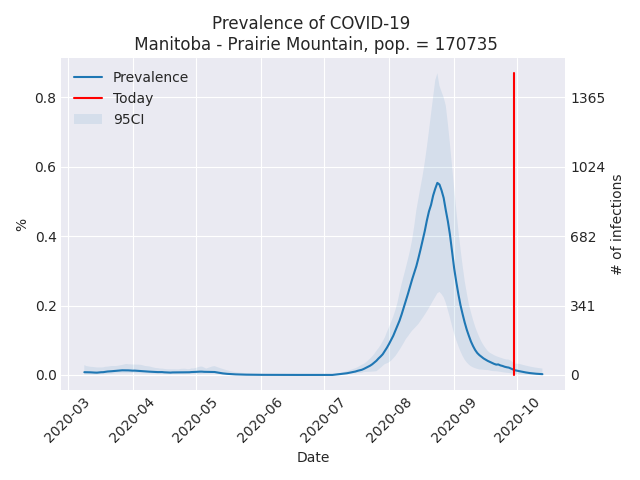 Prevalence of COVID-19
Manitoba - Prairie Mountain, pop. = 170735
Prevalence
Today
95CI
%
0.8
0.6
0.4
0.2
0.0
1365
1024
682
341
0
# of infections
2020-03
2020-04
2020-05
2020-06
2020-07
2020-08
2020-09
2020-10
Date